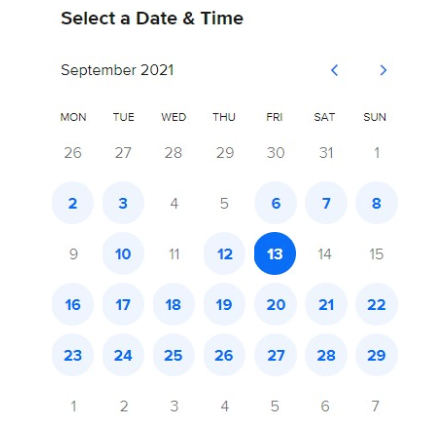 Select a Date & Time
September 2021
MON TUE WED THU FRI SAT SUN
26 27 28 29 30 31 1
2 3 4 5 6 7 8
9 10 11 12 13 14 15
16 17 18 19 20 21 22
23 24 25 26 27 28 29
1 2 3 4 5 6 7